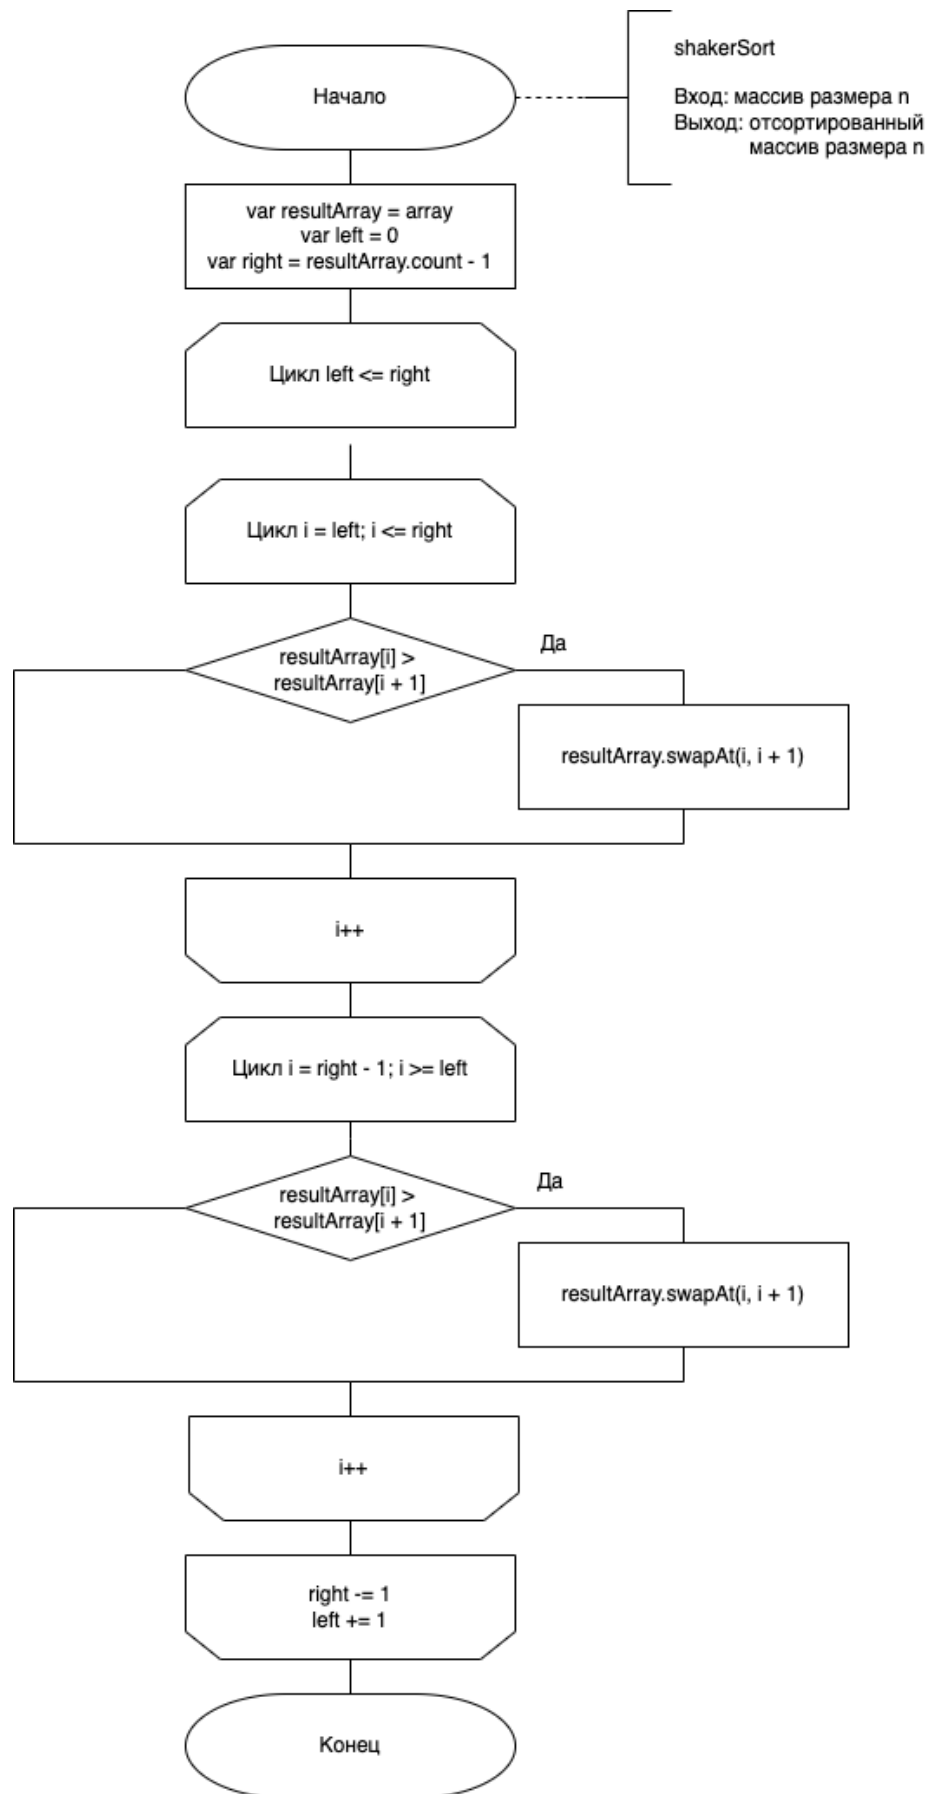 Начало
shakerSort
Вход: массив размера n
Выход: отсортированный
массив размера n
var resultArray = array
var left = 0
var right = resultArray.count - 1
Цикл left <= right
Цикл i = left; i <= right
resultArray[i] >
resultArray[i + 1]
Да
resultArray.swapAt(i, i + 1)
i++
Цикл i = right - 1; i >= left
resultArray[i] >
resultArray[i + 1]
Да
resultArray.swapAt(i, i + 1)
i++
right -= 1
left += 1
Конец